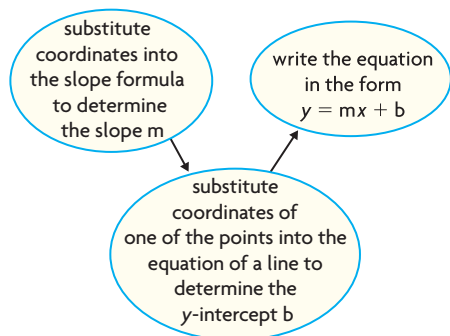 substitute
coordinates into
the slope formula
to determine
the slope m
substitute
coordinates of
one of the points into the
equation of a line to
determine the
y-intercept b
write the equation
in the form
y = mx + b